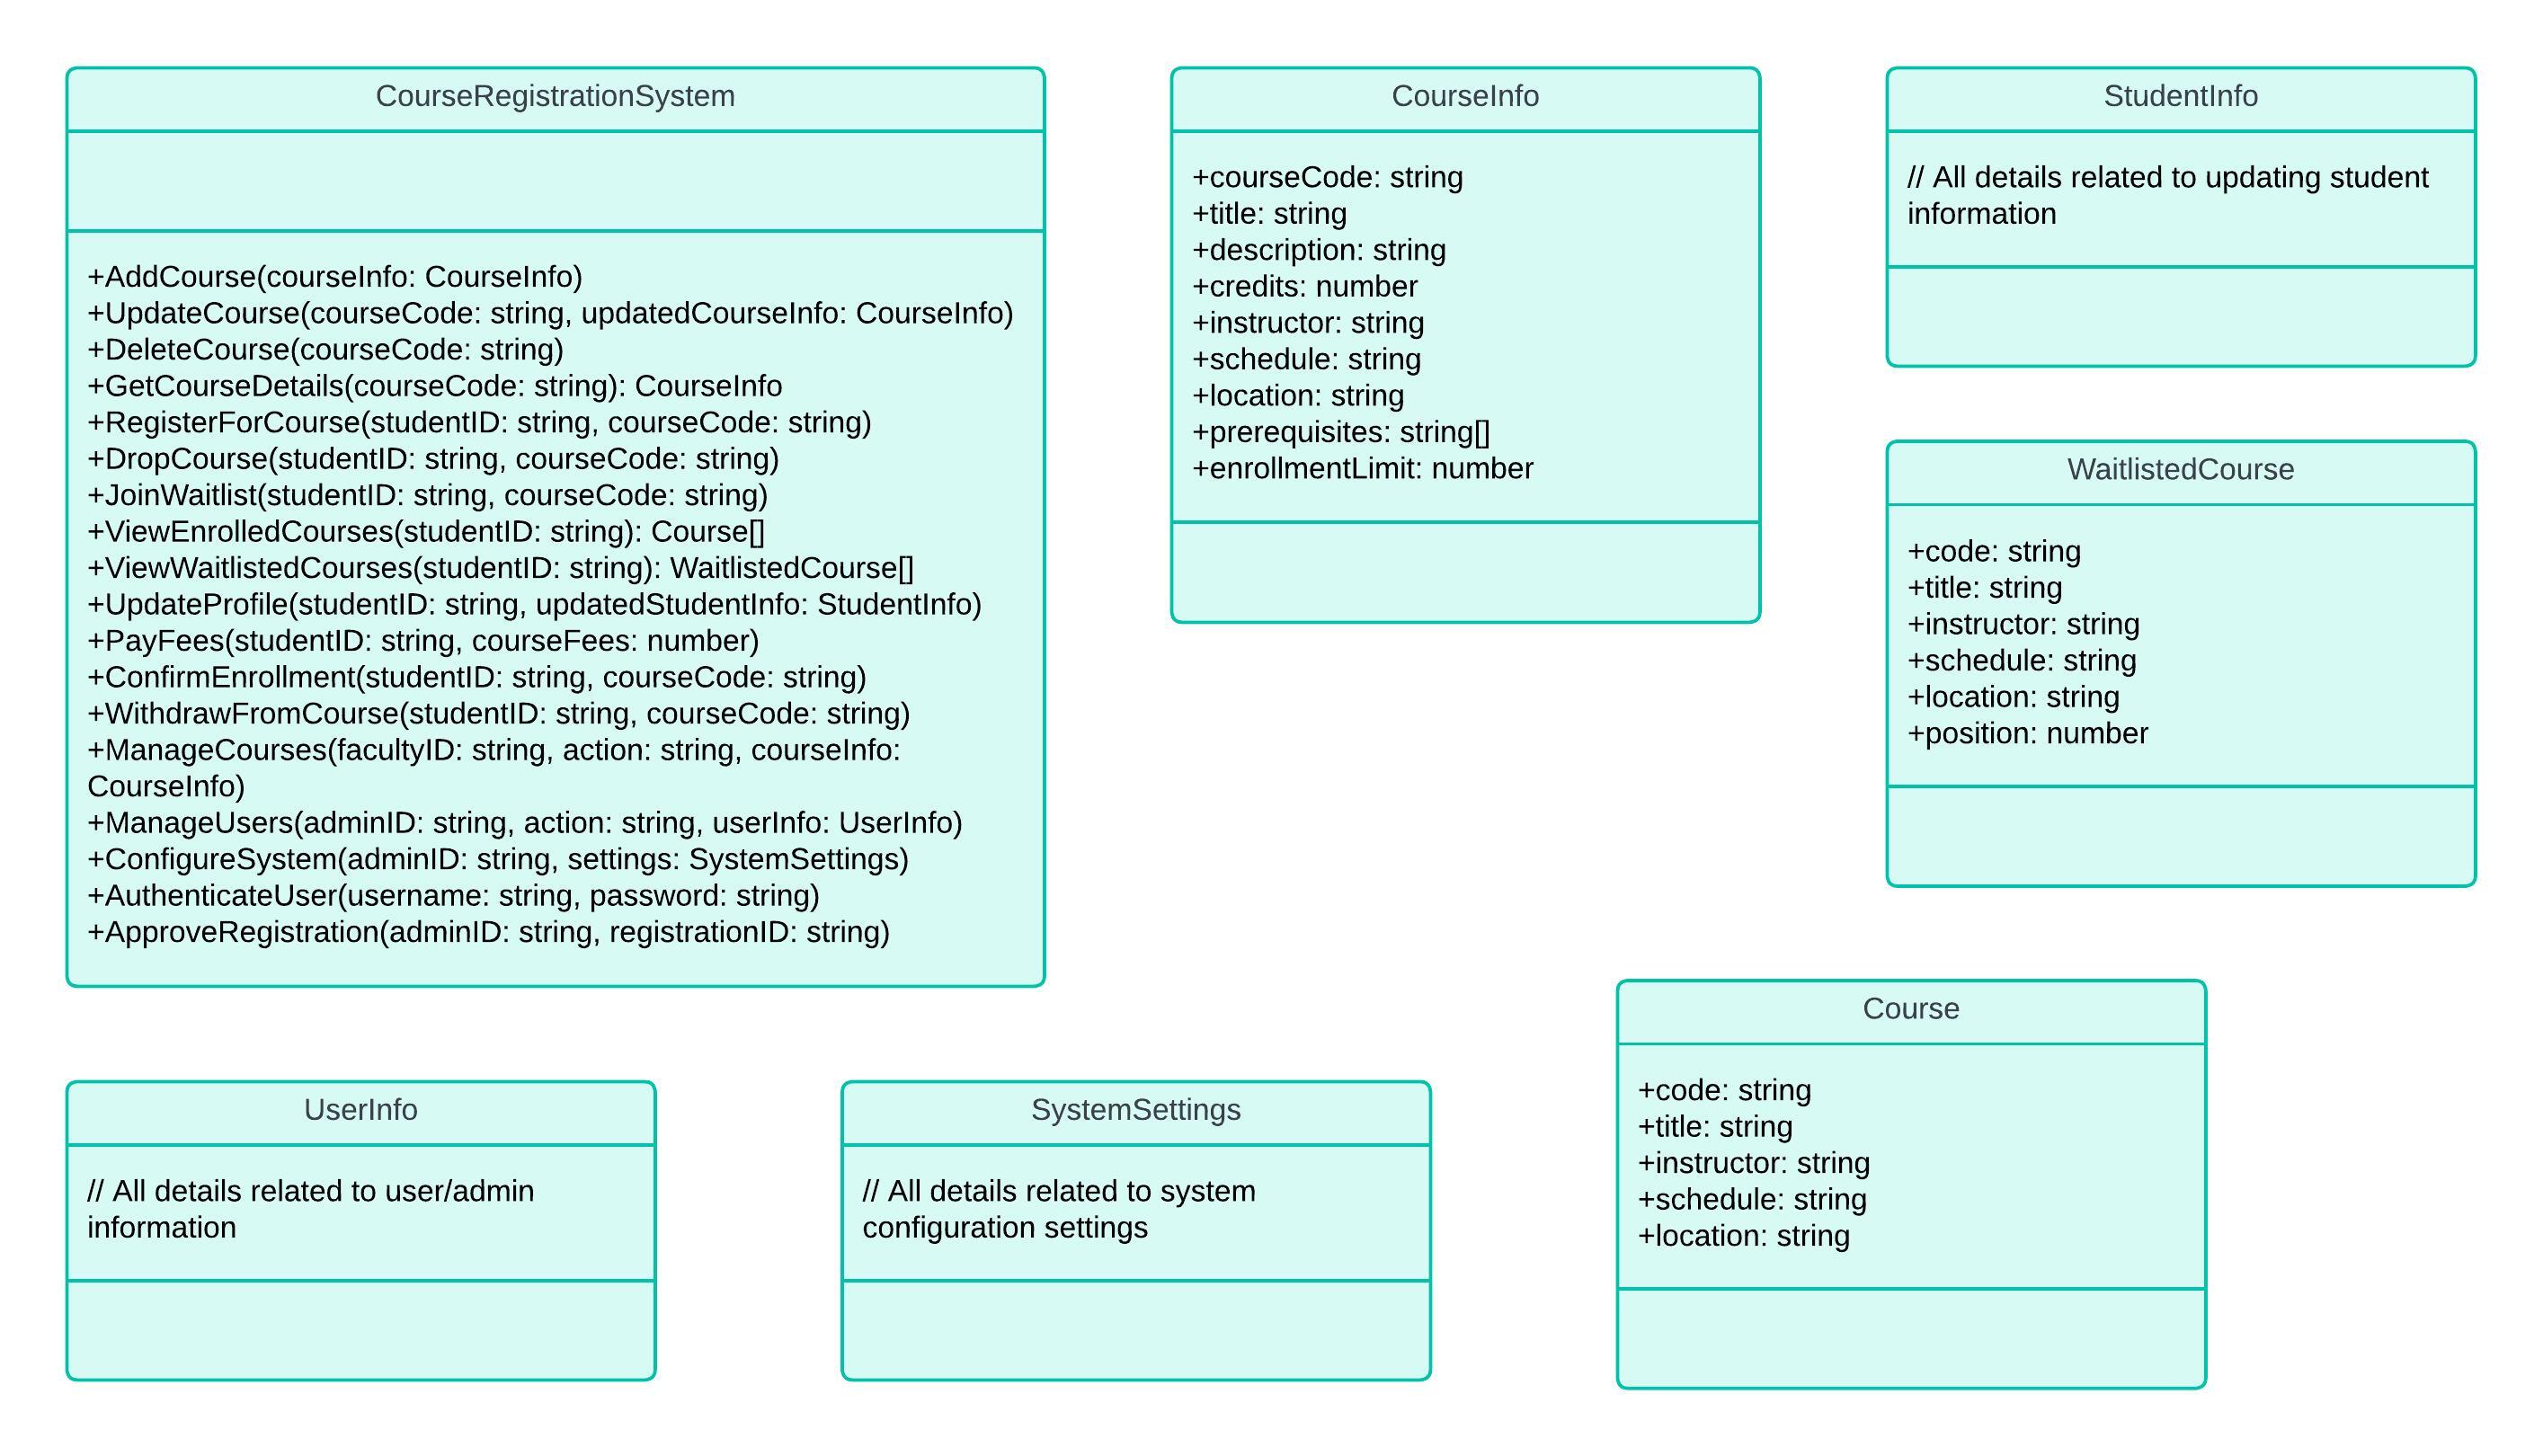 CourseRegistrationSystem
+AddCourse(courseInfo: CourseInfo)
+UpdateCourse(courseCode: string, updatedCourseInfo: CourseInfo)
+DeleteCourse(courseCode: string)
+GetCourseDetails(courseCode: string): CourseInfo
+RegisterForCourse(studentID: string, courseCode: string)
+DropCourse(studentID: string, courseCode: string)
+JoinWaitlist(studentID: string, courseCode: string)
+ViewEnrolledCourses(studentID: string): Course[]
+ViewWaitlistedCourses(studentID: string): WaitlistedCourse[]
+UpdateProfile(studentID: string, updatedStudentInfo: StudentInfo)
+PayFees(studentID: string, courseFees: number)
+ConfirmEnrollment(studentID: string, courseCode: string)
+WithdrawFromCourse(studentID: string, courseCode: string)
+ManageCourses(facultyID: string, action: string, courseInfo:
CourseInfo)
+ManageUsers(adminID: string, action: string, userInfo: UserInfo)
+ConfigureSystem(adminID: string, settings: SystemSettings)
+AuthenticateUser(username: string, password: string)
+ApproveRegistration(adminID: string, registrationID: string)
CourseInfo
+courseCode: string
+title: string
+description: string
+credits: number
+instructor: string
+schedule: string
+location: string
+prerequisites: string[]
+enrollmentLimit: number
StudentInfo
// All details related to updating student
information
WaitlistedCourse
+code: string
+title: string
+instructor: string
+schedule: string
+location: string
+position: number
UserInfo
// All details related to user/admin
information
SystemSettings
// All details related to system
configuration settings
Course
+code: string
+title: string
+instructor: string
+schedule: string
+location: string